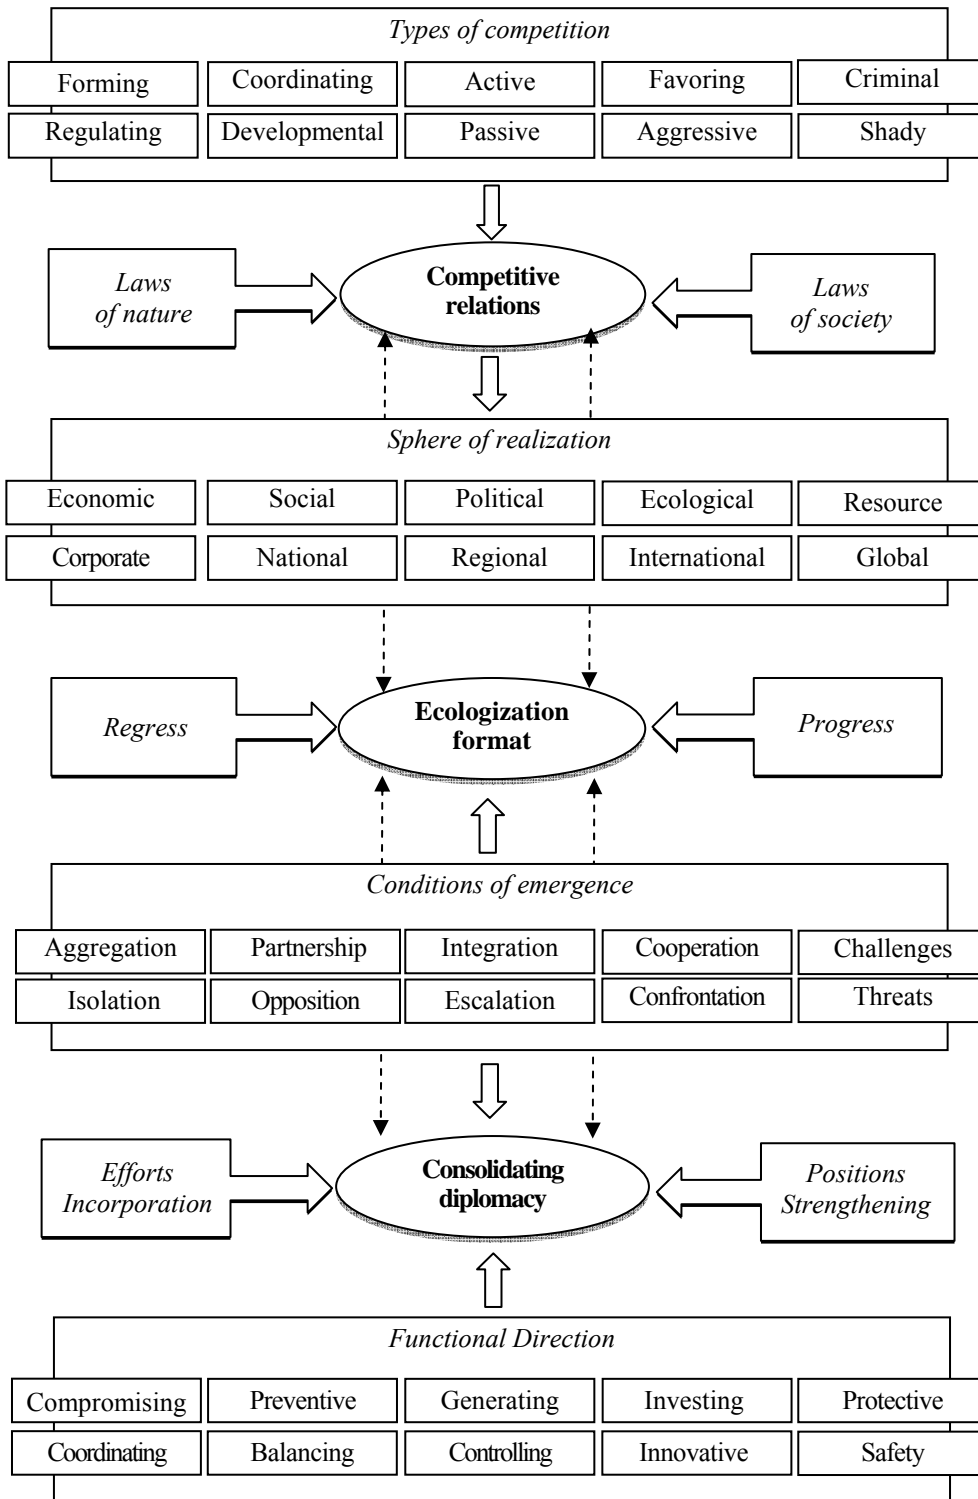 Types of competition
Forming
Coordinating
Active
Favoring
Criminal
Regulating
Developmental
Passive
Aggressive
Shady
Laws
of nature
Competitive
relations
Laws
of society
Sphere of realization
Economic
Social
Political
Ecological
Resource
Corporate
National
Regional
International
Global
Regress
Ecologization
format
Progress
Conditions of emergence
Aggregation
Partnership
Integration
Cooperation
Challenges
Isolation
Opposition
Escalation
Confrontation
Threats
Efforts
Incorporation
Consolidating
diplomacy
Positions
Strengthening
Functional Direction
Compromising
Preventive
Generating
Investing
Protective
Coordinating
Balancing
Controlling
Innovative
Safety